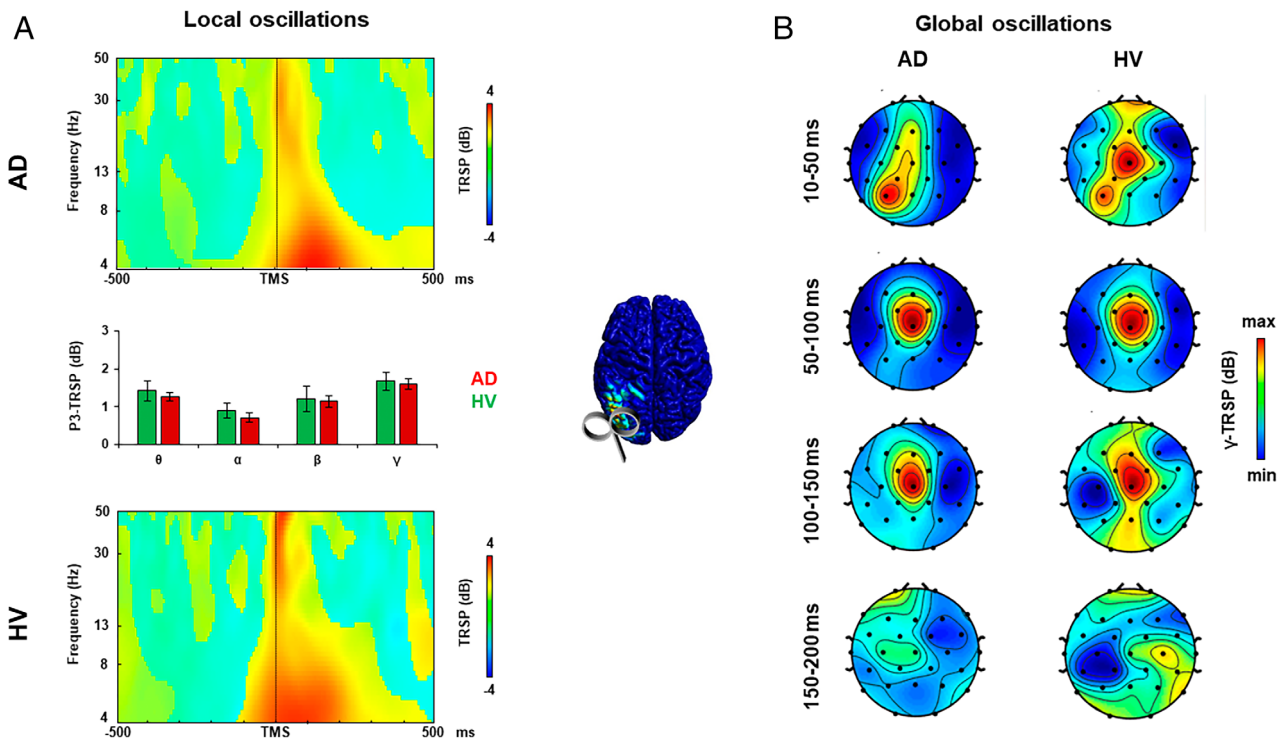 A
Local oscillations
AD
Frequency (Hz)
50
30
13
8
4
-500
TMS
500 ms
TRSP (dB)
4
-4
P3-TRSP (dB)
3
2
1
0
θ α β γ
AD
HV
HV
Frequency (Hz)
50
30
13
8
4
-500
TMS
500 ms
TRSP (dB)
4
-4
B
Global oscillations
AD HV
10-50 ms
50-100 ms
100-150 ms
150-200 ms
max
γ-TRSP (dB)
min